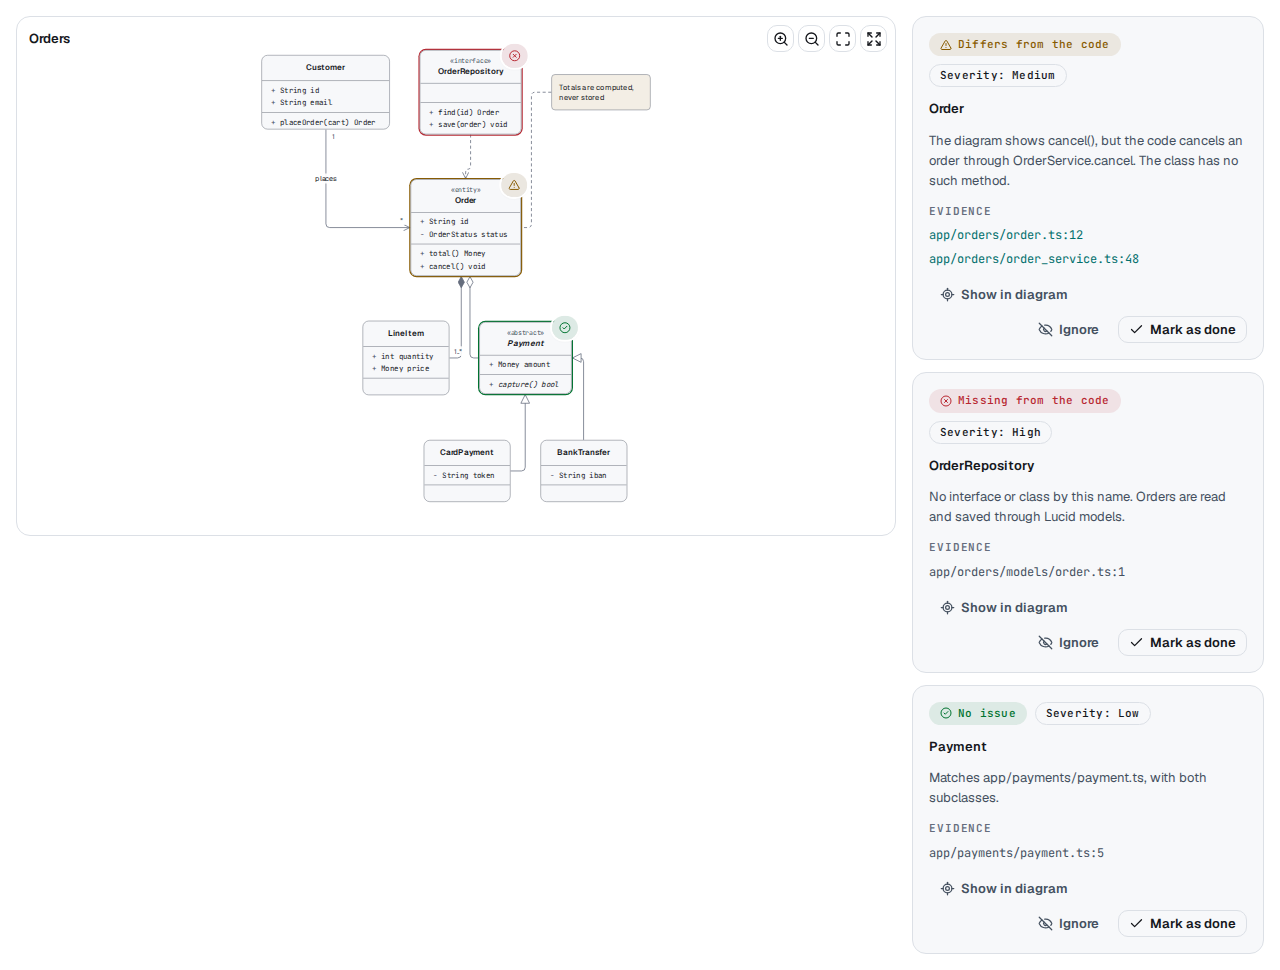 Orders
Customer
+ String id
+ String email
+ placeOrder(cart) Order
1
places
*
«interface»
OrderRepository
+ find(id) Order
+ save(order) void
Totals are computed,
never stored
«entity»
Order
+ String id
- OrderStatus status
+ total() Money
+ cancel() void
LineItem
+ int quantity
+ Money price
1..*
«abstract»
Payment
+ Money amount
+ capture() bool
CardPayment
- String token
BankTransfer
- String iban
Differs from the code
Severity: Medium
Order
The diagram shows cancel(), but the code cancels an
order through OrderService.cancel. The class has no
such method.
EVIDENCE
app/orders/order.ts:12
app/orders/order_service.ts:48
Show in diagram
Ignore
Mark as done
Missing from the code
Severity: High
OrderRepository
No interface or class by this name. Orders are read
and saved through Lucid models.
EVIDENCE
app/orders/models/order.ts:1
Show in diagram
Ignore
Mark as done
No issue
Severity: Low
Payment
Matches app/payments/payment.ts, with both
subclasses.
EVIDENCE
app/payments/payment.ts:5
Show in diagram
Ignore
Mark as done